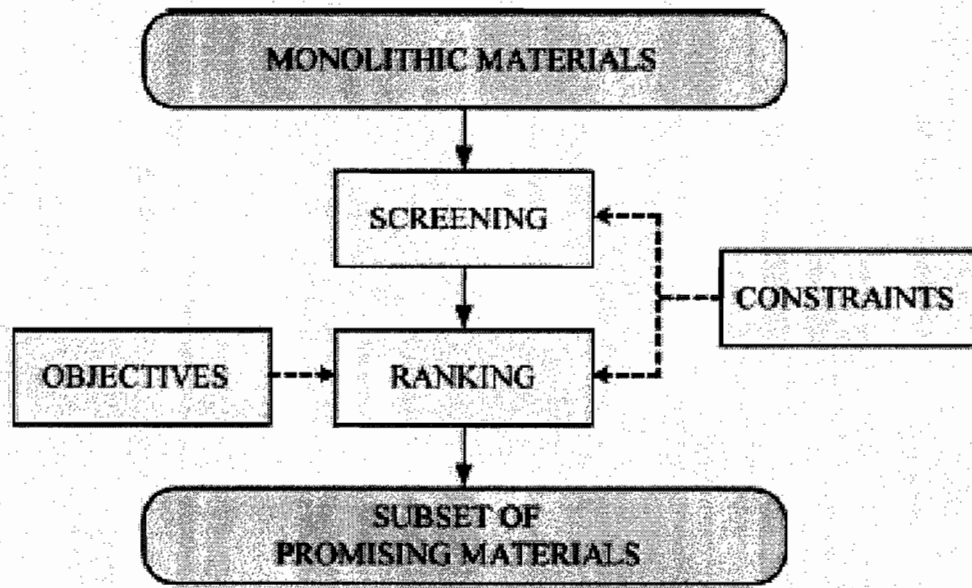 MONOLITHIC MATERIALS
SCREENING
CONSTRAINTS
OBJECTIVES
RANKING
SUBSET OF
PROMISING MATERIALS